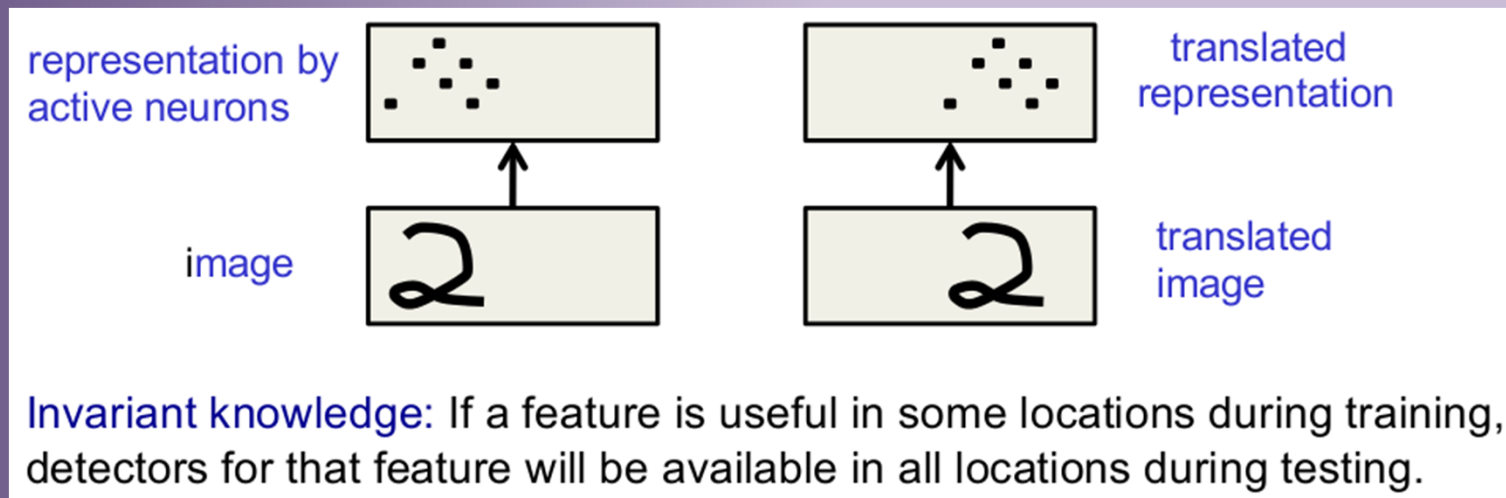 representation by
active neurons
translated
representation
image
2
2
translated
image
Invariant knowledge: If a feature is useful in some locations during training,
detectors for that feature will be available in all locations during testing.